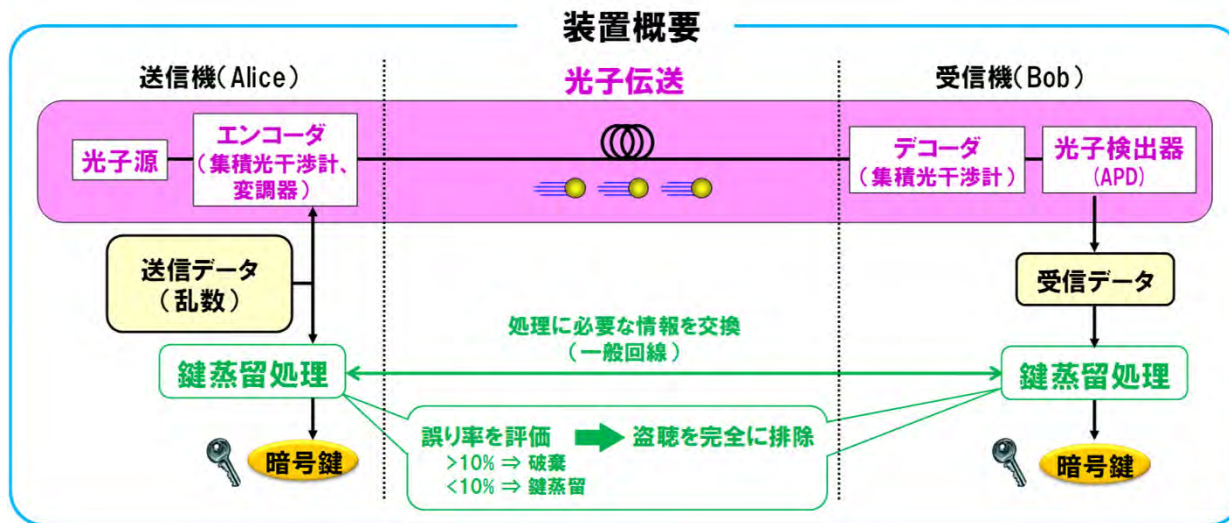 装置概要
送信機(Alice)
光子伝送
受信機(Bob)
光子源
エンコーダ
(集積光干渉計、
変調器)
デコーダ
(集積光干渉計)
光子検出器
(APD)
送信データ
(乱数)
受信データ
処理に必要な情報を交換
(一般回線)
鍵蒸留処理
鍵蒸留処理
誤り率を評価
盗聴を完全に排除
>10% ⇒ 破棄
<10% ⇒ 鍵蒸留
暗号鍵
暗号鍵